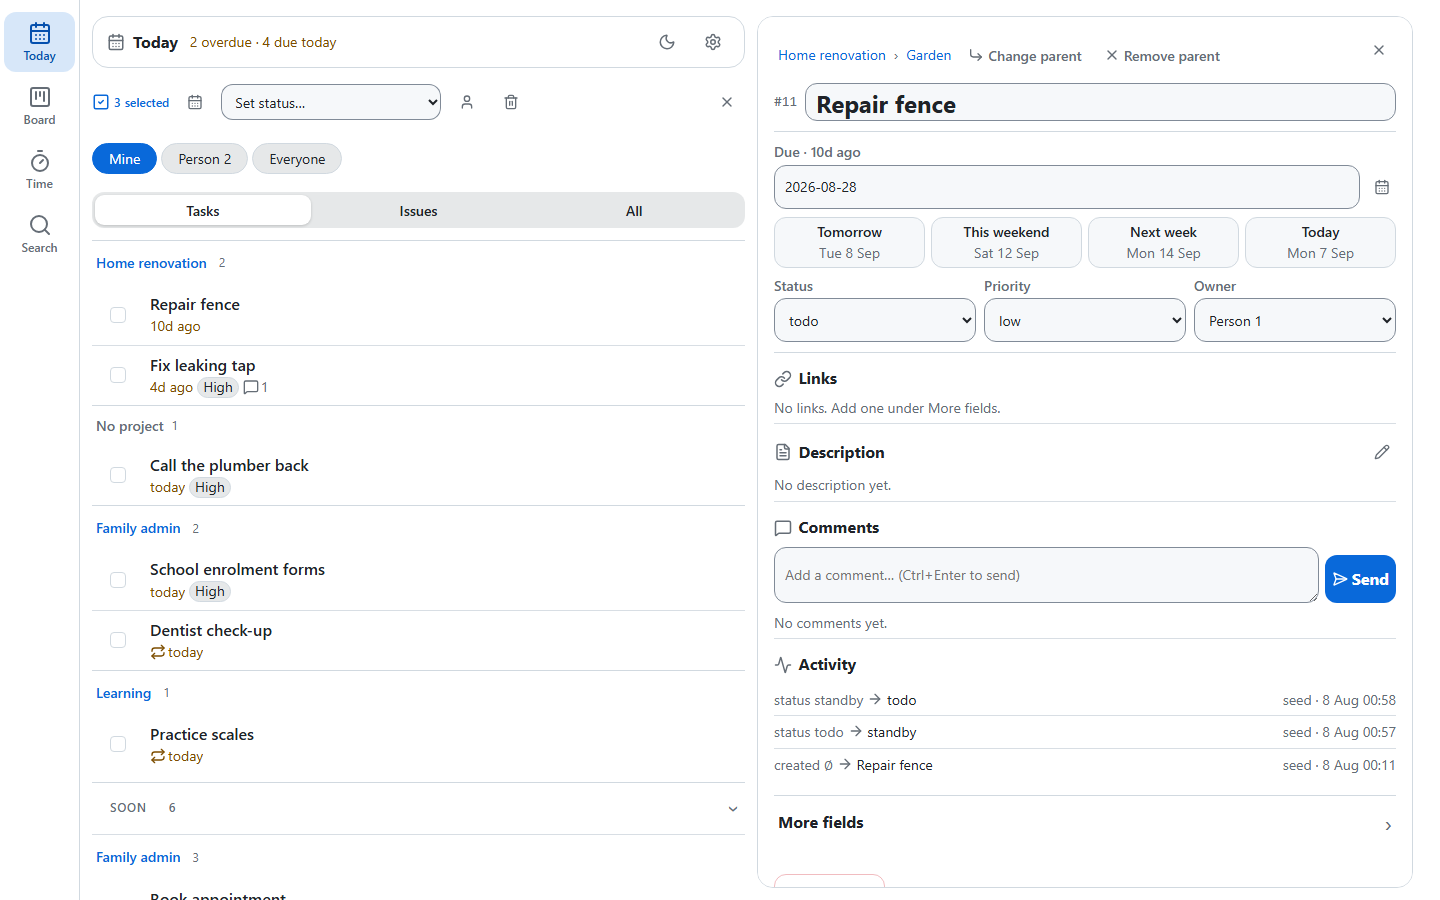 Today
Board
Time
Search
Today 2 overdue · 4 due today
3 selected Set status...
Mine Person 2 Everyone
Tasks Issues All
Home renovation 2
Repair fence
10d ago
Fix leaking tap
4d ago High 1
No project 1
Call the plumber back
today High
Family admin 2
School enrolment forms
today High
Dentist check-up
today
Learning 1
Practice scales
today
SOON 6
Family admin 3
Book appointment
Home renovation › Garden Change parent Remove parent
#11 Repair fence
Due · 10d ago
2026-08-28
Tomorrow This weekend Next week Today
Tue 8 Sep Sat 12 Sep Mon 14 Sep Mon 7 Sep
Status Priority Owner
todo low Person 1
Links
No links. Add one under More fields.
Description
No description yet.
Comments
Add a comment... (Ctrl+Enter to send) Send
No comments yet.
Activity
status standby → todo seed · 8 Aug 00:58
status todo → standby seed · 8 Aug 00:57
created ∅ → Repair fence seed · 8 Aug 00:11
More fields